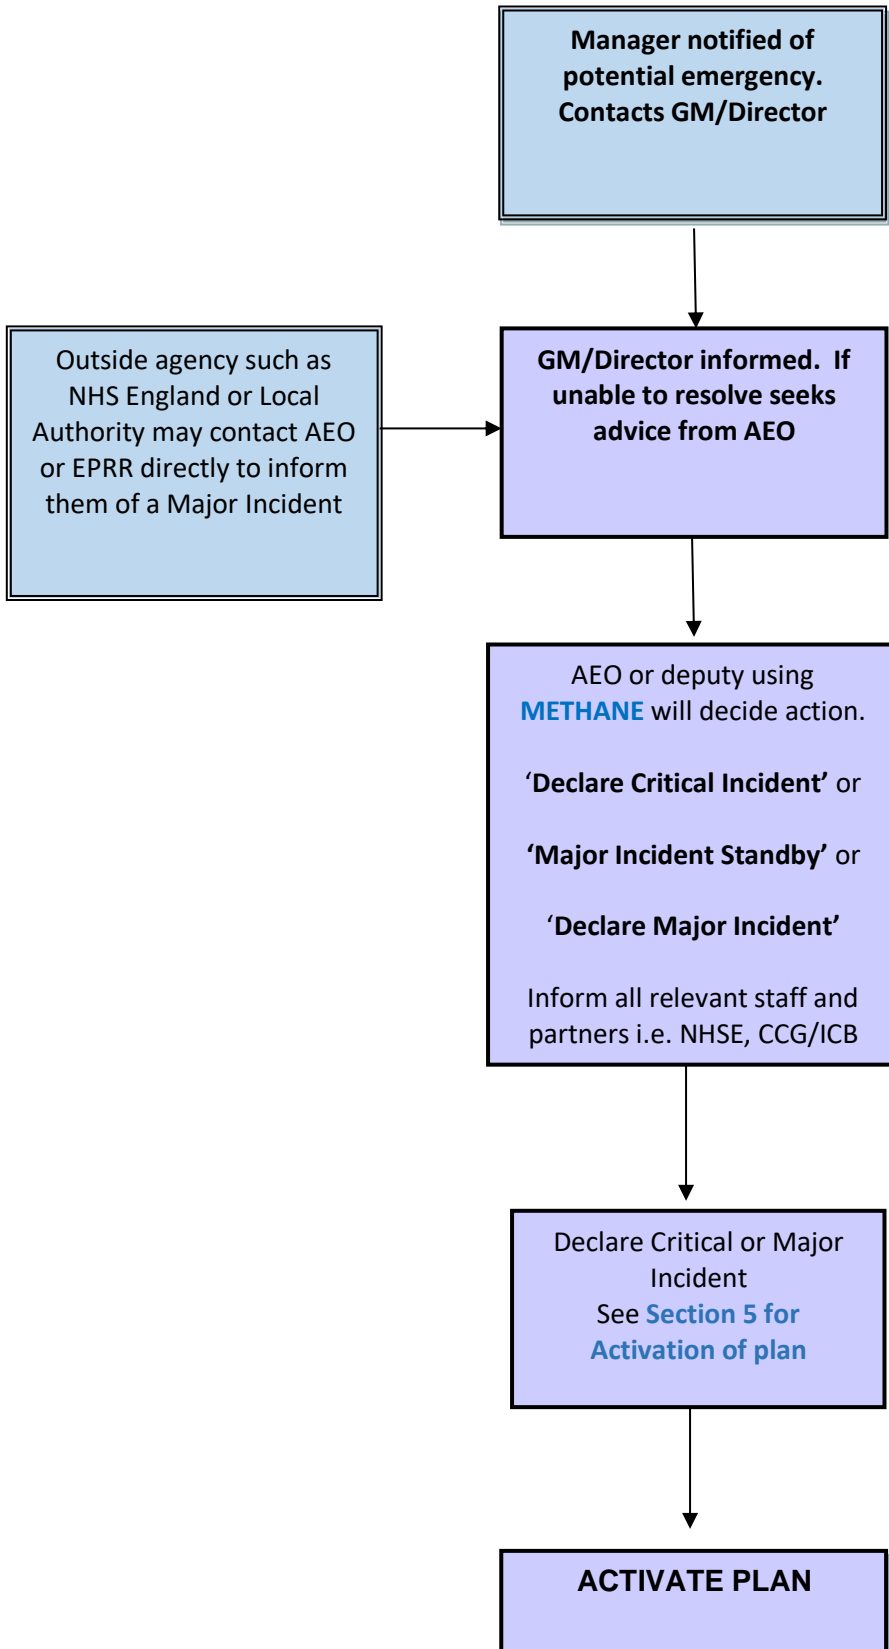 Manager notified of
potential emergency.
Contacts GM/Director
Outside agency such as
NHS England or Local
Authority may contact AEO
or EPRR directly to inform
them of a Major Incident
GM/Director informed.  If
unable to resolve seeks
advice from AEO
AEO or deputy using
METHANE will decide action.
‘Declare Critical Incident’ or
‘Major Incident Standby’ or
‘Declare Major Incident’
Inform all relevant staff and
partners i.e. NHSE, CCG/ICB
Declare Critical or Major
Incident
See Section 5 for
Activation of plan
ACTIVATE PLAN